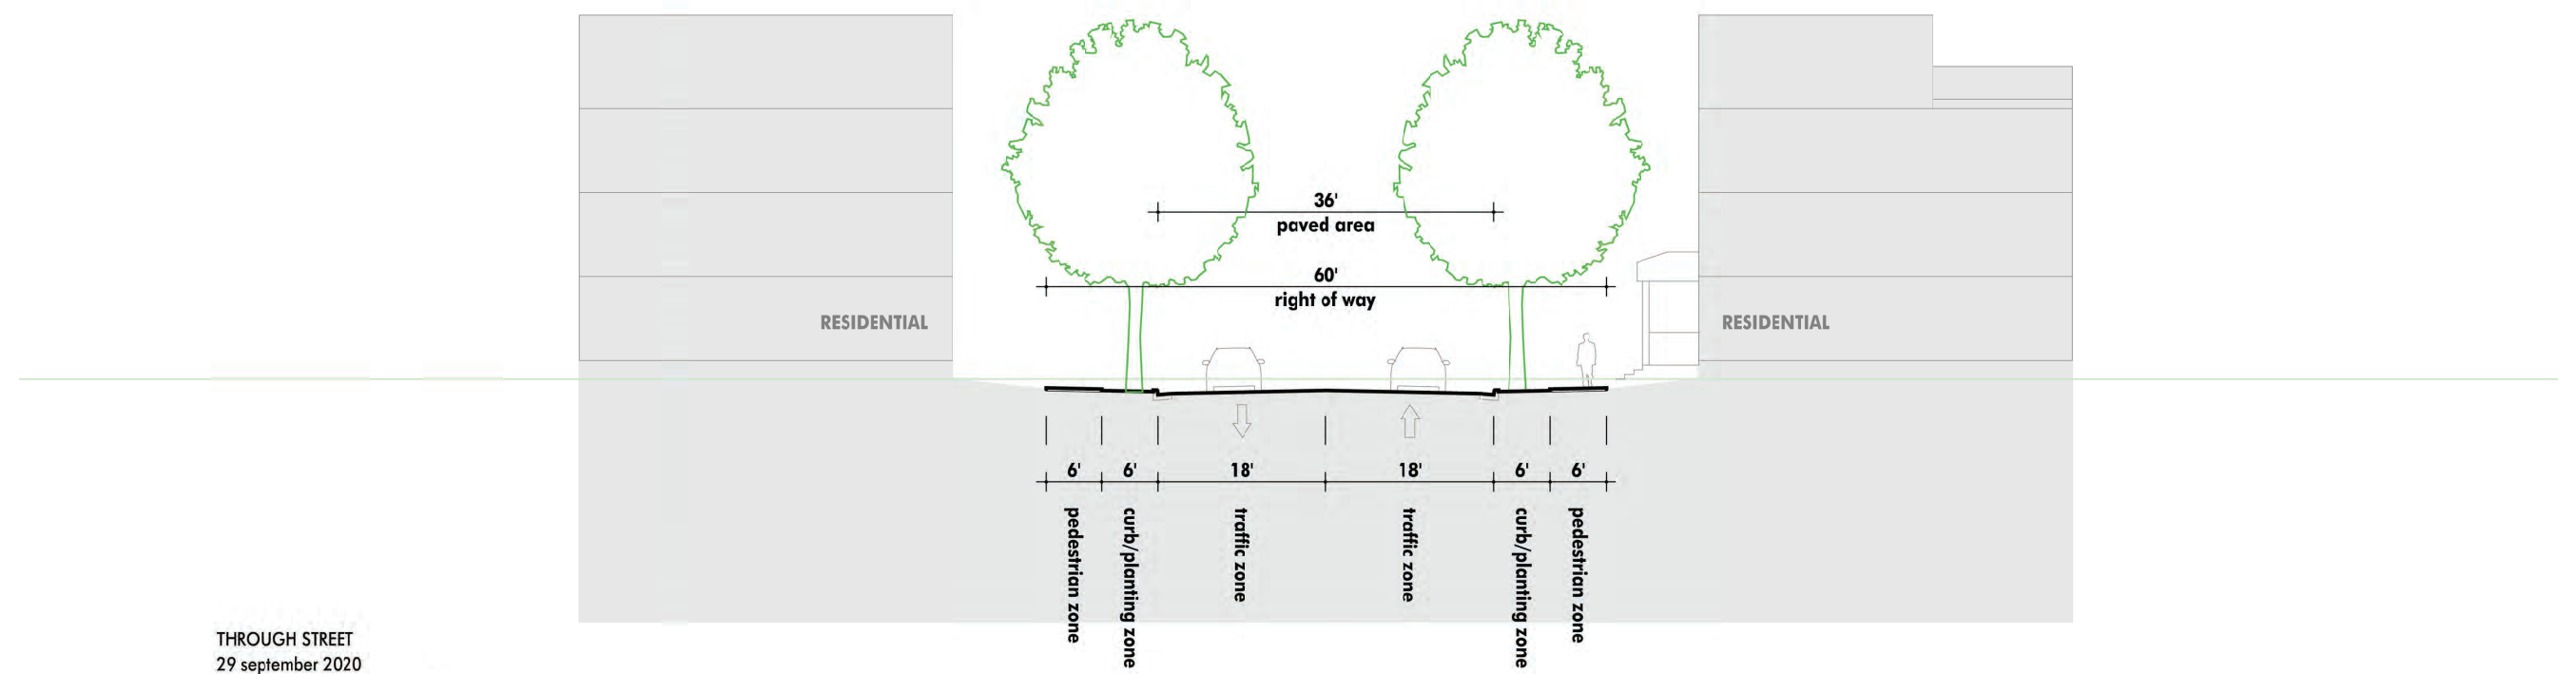 36'
paved area
60'
right of way
RESIDENTIAL
RESIDENTIAL
6'
6'
18'
18'
6'
6'
pedestrian zone
curb/planting zone
traffic zone
traffic zone
curb/planting zone
pedestrian zone
THROUGH STREET
29 september 2020